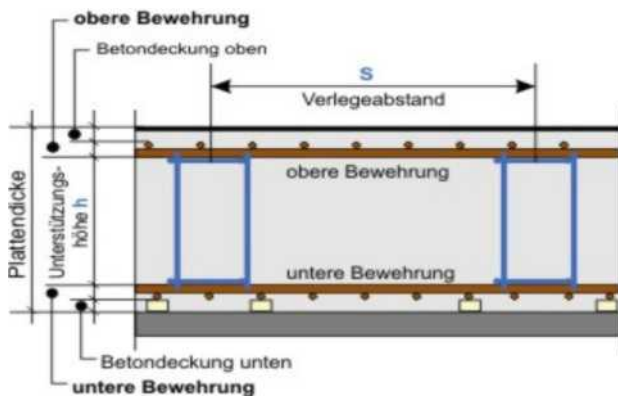 obere Bewehrung
Betondeckung oben
S
Verlegeabstand
obere Bewehrung
Plattendicke
Unterstützungs-
höhe h
untere Bewehrung
Betondeckung unten
untere Bewehrung